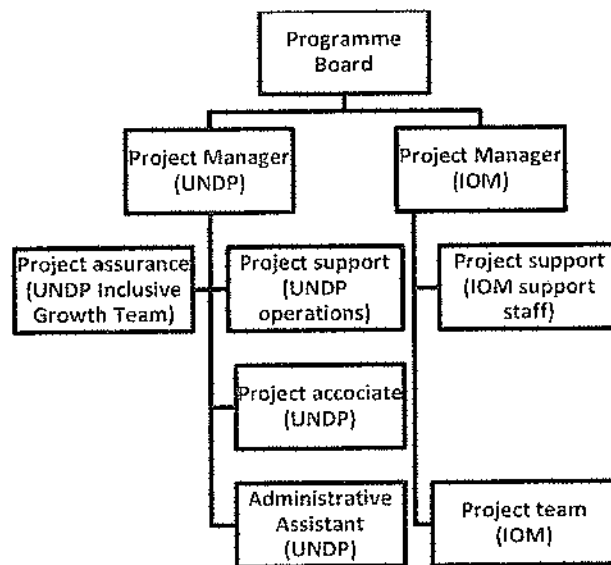 Programme
Board
Project Manager
(UNDP)
Project Manager
(IOM)
Project assurance
(UNDP Inclusive
Growth Team)
Project support
(UNDP
operations)
Project support
(IOM support
staff)
Project accociate
(UNDP)
Administrative
Assistant
(UNDP)
Project team
(IOM)